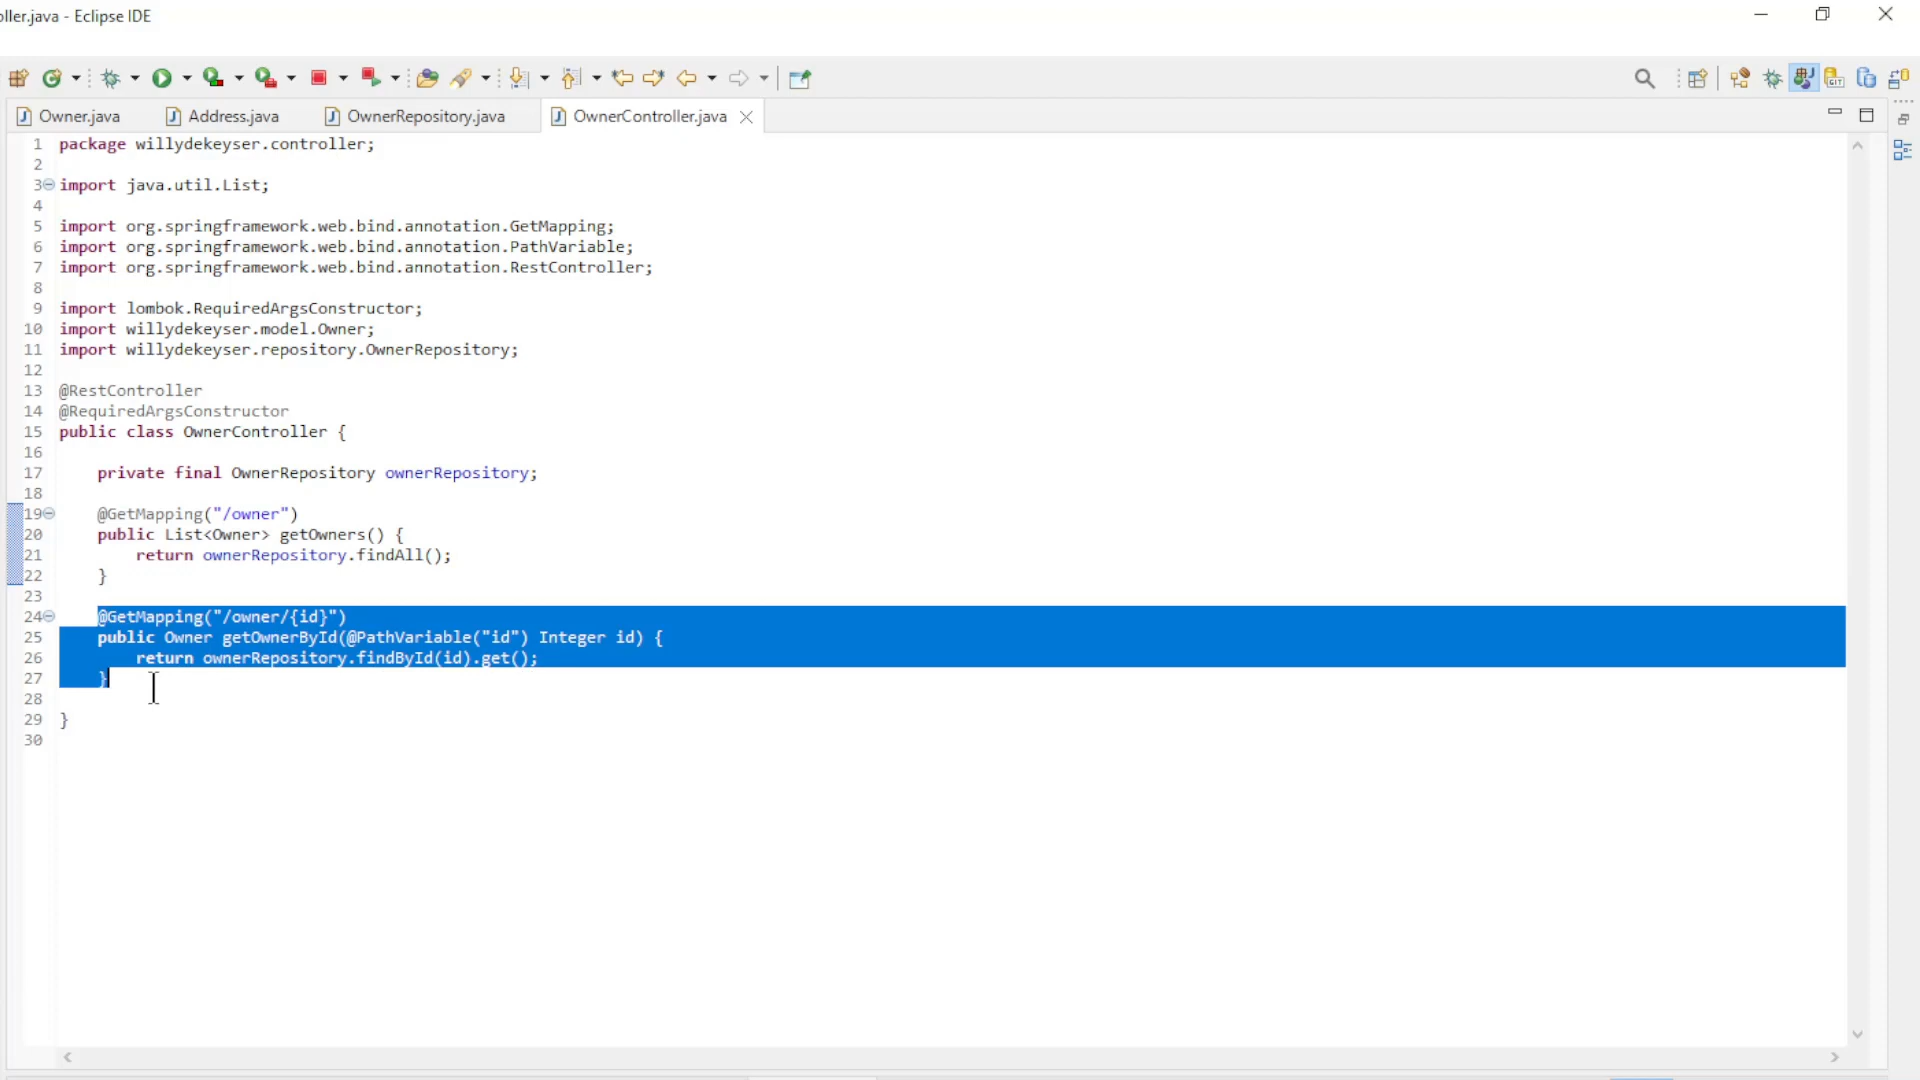 oller.java - Eclipse IDE
Owner.java
Address.java
OwnerRepository.java
OwnerController.java
1 package willydekeyser.controller;
2
3 import java.util.List;
4
5 import org.springframework.web.bind.annotation.GetMapping;
6 import org.springframework.web.bind.annotation.PathVariable;
7 import org.springframework.web.bind.annotation.RestController;
8
9 import lombok.RequiredArgsConstructor;
10 import willydekeyser.model.Owner;
11 import willydekeyser.repository.OwnerRepository;
12
13 @RestController
14 @RequiredArgsConstructor
15 public class OwnerController {
16
17 private final OwnerRepository ownerRepository;
18
19 @GetMapping("/owner")
20 public List<Owner> getOwners() {
21 return ownerRepository.findAll();
22 }
23
24 @GetMapping("/owner/{id}")
25 public Owner getOwnerById(@PathVariable("id") Integer id) {
26 return ownerRepository.findById(id).get();
27 }
28
29 }
30